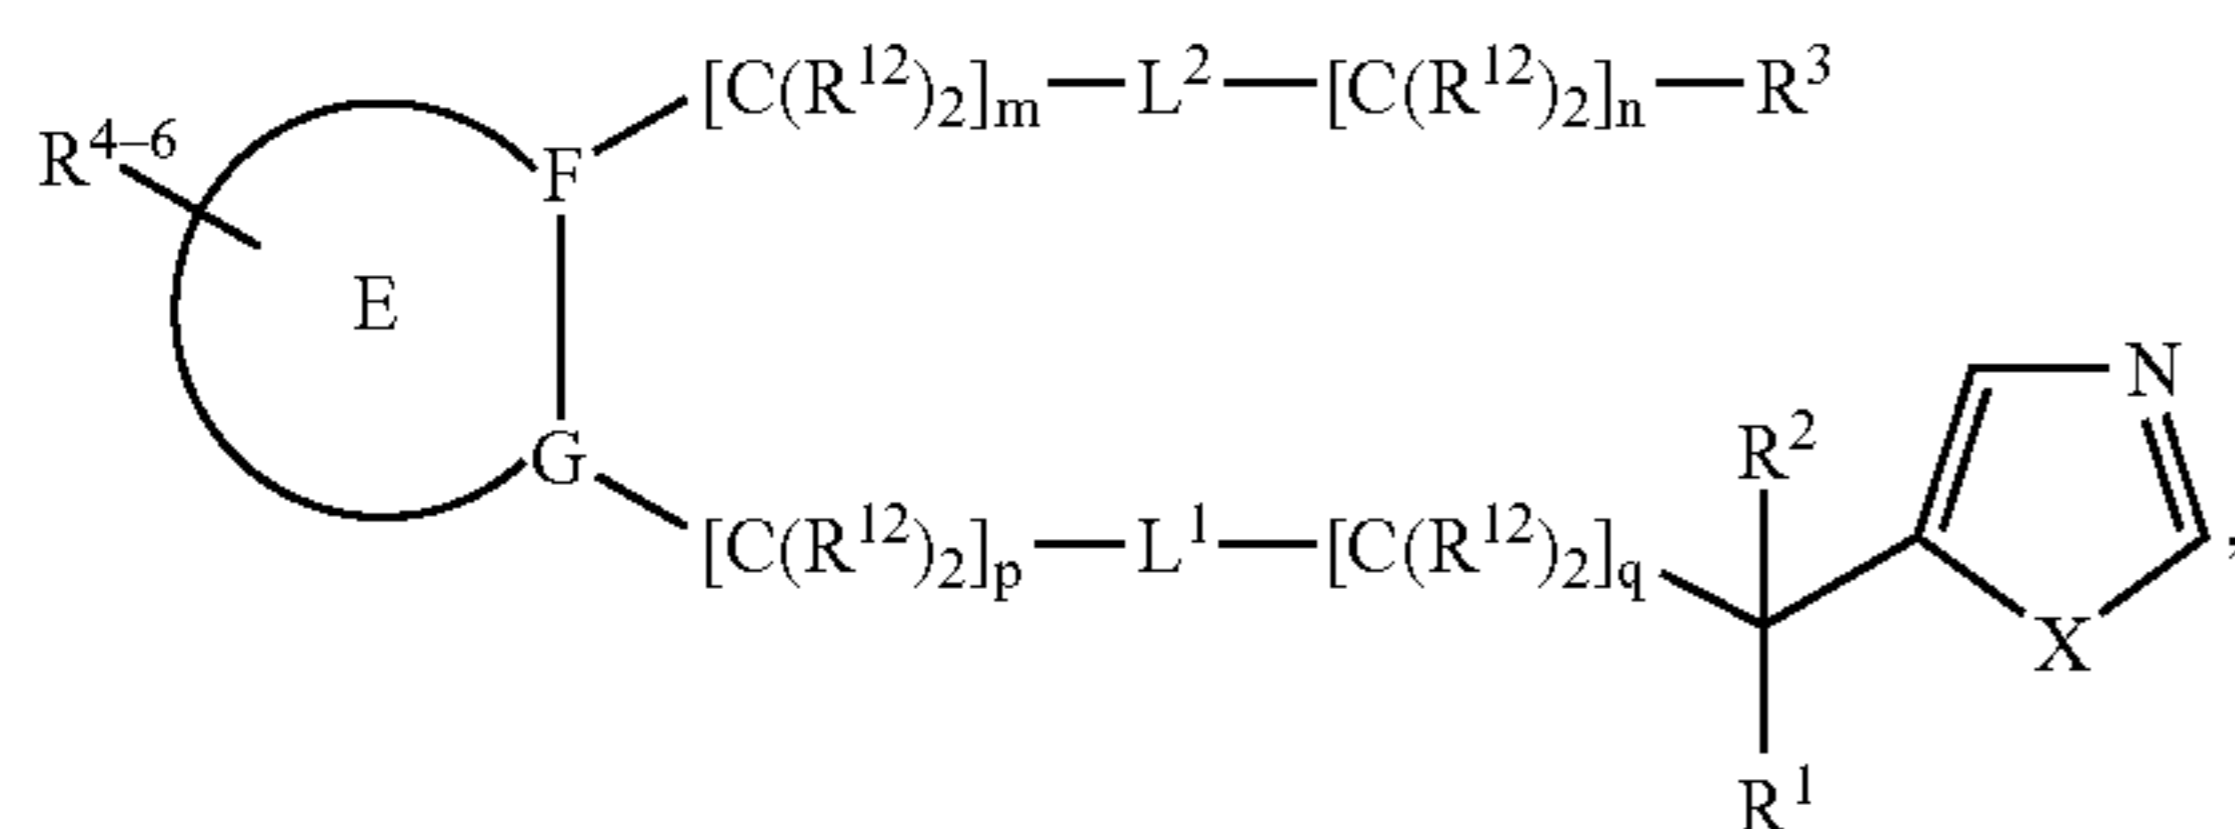 [C(R¹²)₂]ₘ—L²—[C(R¹²)₂]ₙ—R³
R⁴⁻⁶
F
E
N
G
R²
[C(R¹²)₂]ₚ—L¹—[C(R¹²)₂]q
,
X
R¹